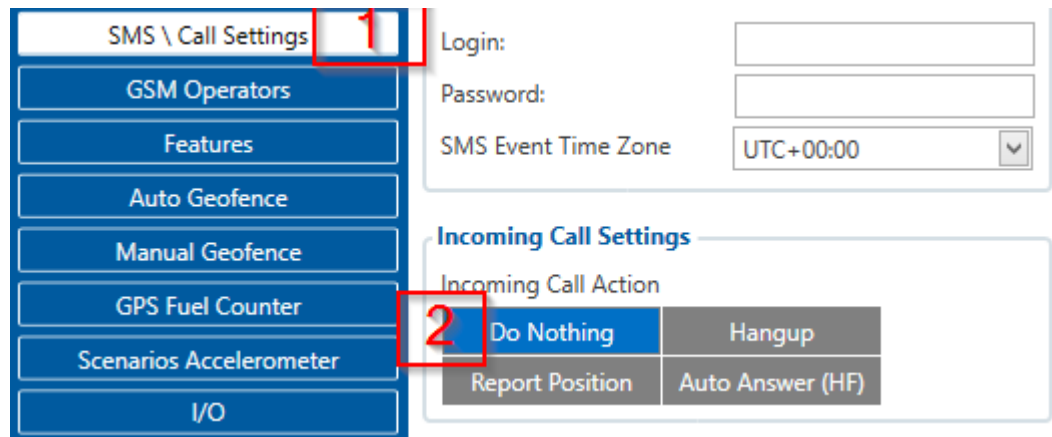 SMS \ Call Settings
1
GSM Operators
Features
Auto Geofence
Manual Geofence
GPS Fuel Counter
Scenarios Accelerometer
I/O
Login:
Password:
SMS Event Time Zone UTC+00:00
Incoming Call Settings
Incoming Call Action
2
Do Nothing Hangup
Report Position Auto Answer (HF)